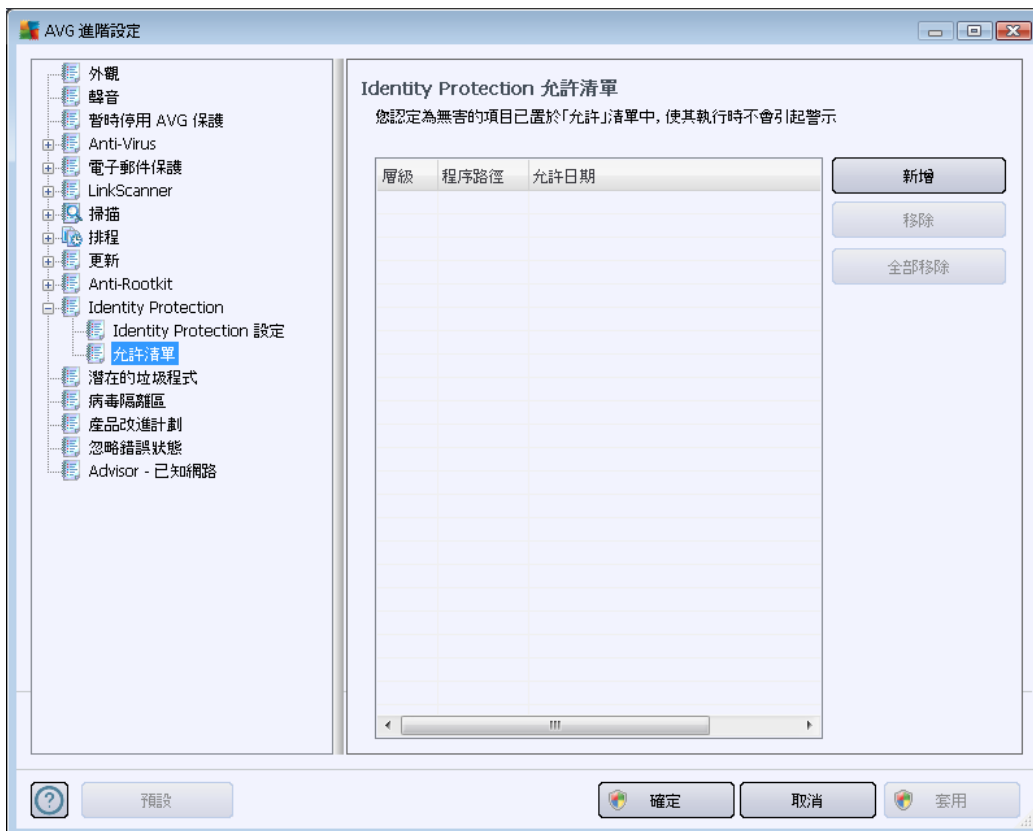 AVG 進階設定
外觀
聲音
暫時停用 AVG 保護
Anti-Virus
電子郵件保護
LinkScanner
掃描
排程
更新
Anti-Rootkit
Identity Protection
Identity Protection 設定
允許清單
潛在的垃圾程式
病毒隔離區
產品改進計劃
忽略錯誤狀態
Advisor - 已知網路
Identity Protection 允許清單
您認定為無害的項目已置於「允許」清單中, 使其執行時不會引起警示
層級 程序路徑 允許日期
新增
移除
全部移除
預設 確定 取消 套用